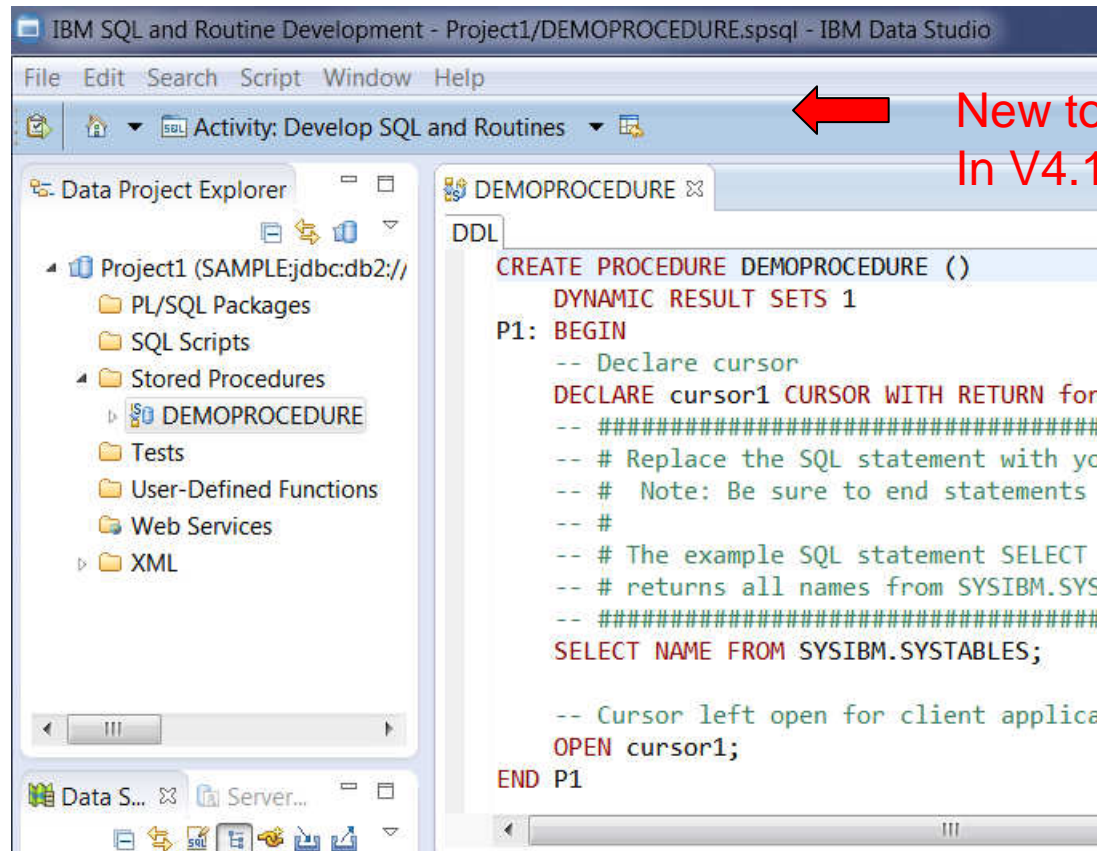 IBM SQL and Routine Development - Project1/DEMOPROCEDURE.spsql - IBM Data Studio
File Edit Search Script Window Help
SQL Activity: Develop SQL and Routines
New to
In V4.1
Data Project Explorer
Project1 (SAMPLE:jdbc:db2://
PL/SQL Packages
SQL Scripts
Stored Procedures
DEMOPROCEDURE
Tests
User-Defined Functions
Web Services
XML
Data S... Server...
DEMOPROCEDURE
DDL
CREATE PROCEDURE DEMOPROCEDURE ()
DYNAMIC RESULT SETS 1
P1: BEGIN
-- Declare cursor
DECLARE cursor1 CURSOR WITH RETURN for
-- ###################################
-- # Replace the SQL statement with yo
-- # Note: Be sure to end statements
-- #
-- # The example SQL statement SELECT
-- # returns all names from SYSIBM.SYS
-- ###################################
SELECT NAME FROM SYSIBM.SYSTABLES;
-- Cursor left open for client applica
OPEN cursor1;
END P1